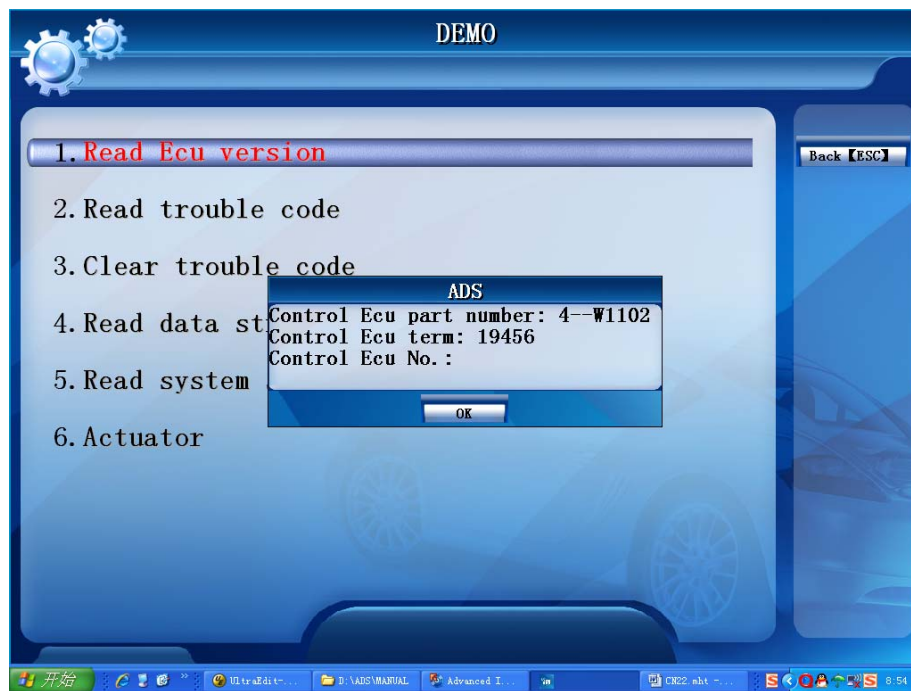 DEMO
1.Read Ecu version
Back【ESC】
2.Read trouble code
3.Clear trouble code
ADS
Control Ecu part number: 4--W1102
Control Ecu term: 19456
Control Ecu No.:
OK
4.Read data st
5.Read system
6.Actuator
开始
UltraEdit-...
D:\ADS\MANUAL
Advanced I...
CN22.mht -...
8:54